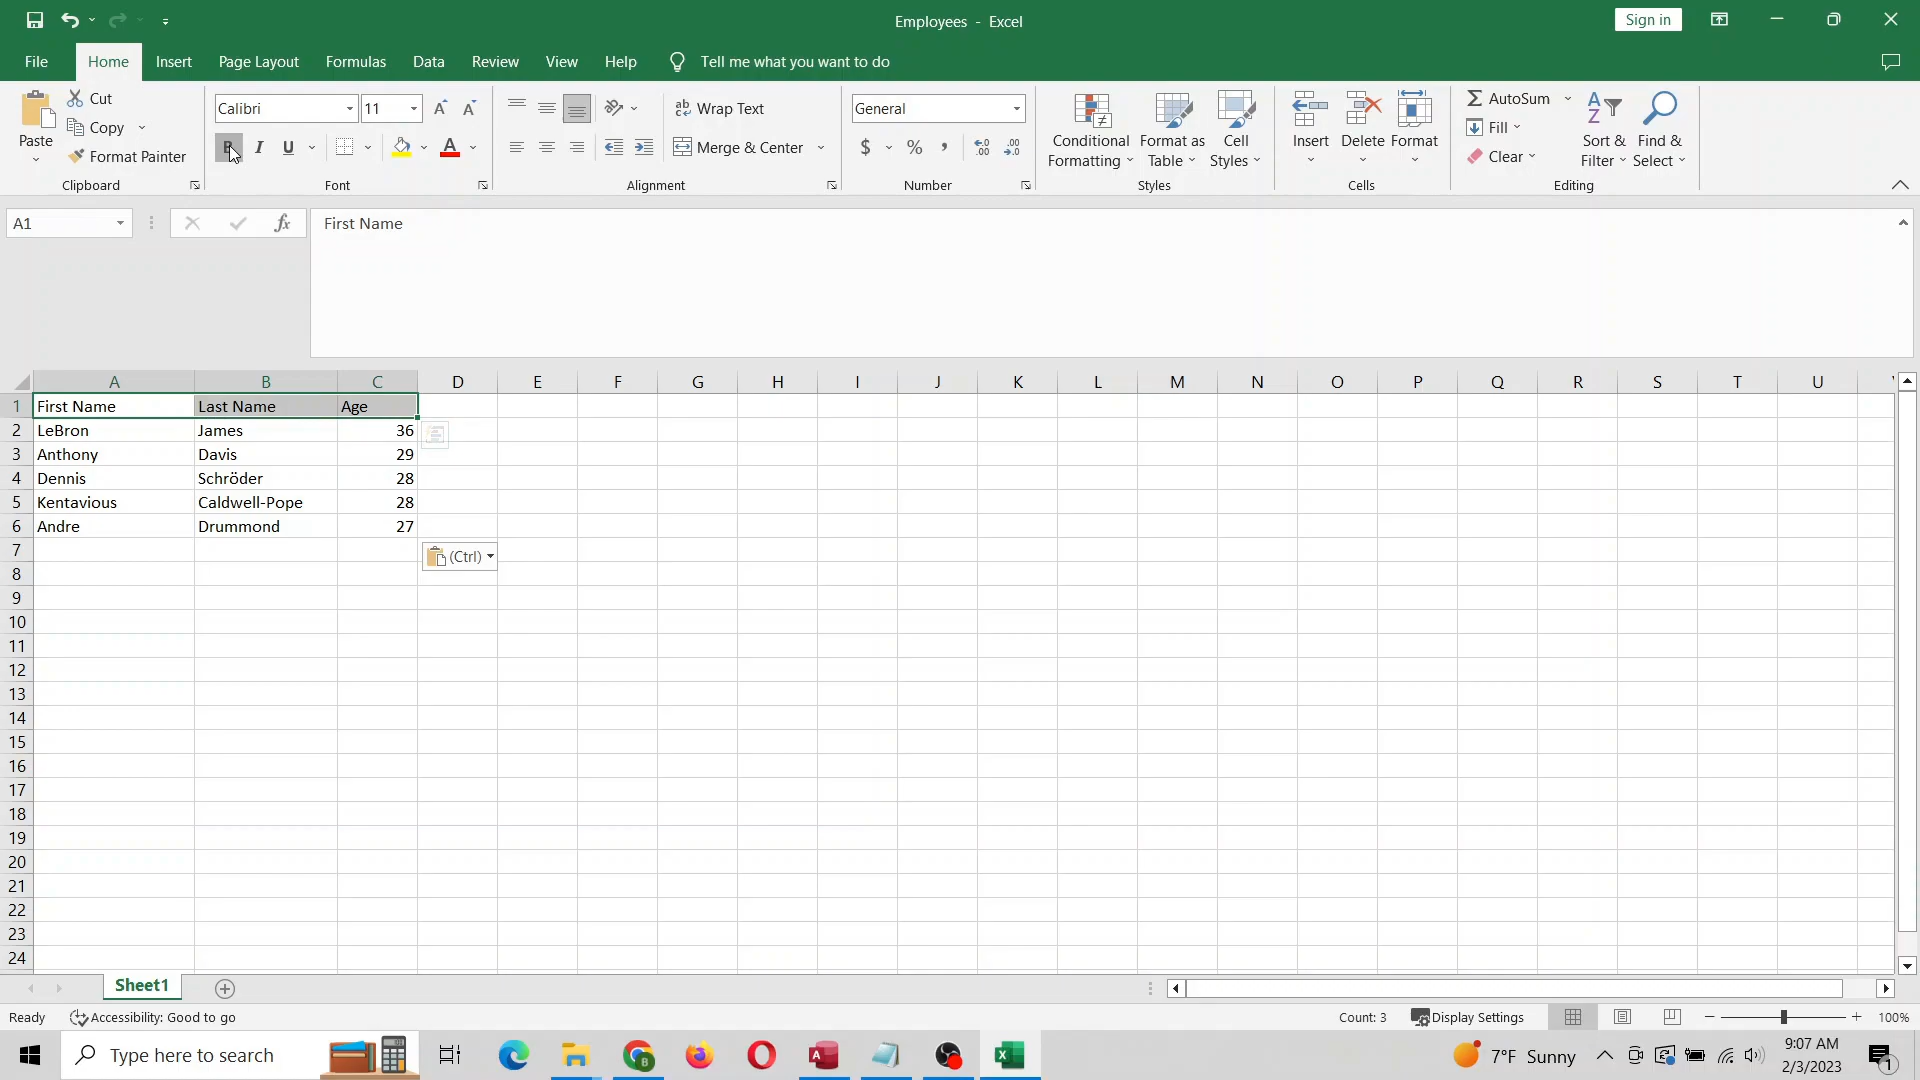 Employees - Excel
Sign in
File Home Insert Page Layout Formulas Data Review View Help Tell me what you want to do
Paste
Cut
Copy
Format Painter
Clipboard
Calibri 11
B I U
Font
Wrap Text
Merge & Center
Alignment
General
$ % ,
Number
Conditional Formatting
Format as Table
Cell Styles
Styles
Insert Delete Format
Cells
AutoSum
Fill
Clear
Sort & Filter
Find & Select
Editing
A1 fx First Name
A B C D E F G H I J K L M N O P Q R S T U
1 First Name Last Name Age
2 LeBron James 36
3 Anthony Davis 29
4 Dennis Schröder 28
5 Kentavious Caldwell-Pope 28
6 Andre Drummond 27
7 (Ctrl)
8
9
10
11
12
13
14
15
16
17
18
19
20
21
22
23
24
Sheet1
Ready Accessibility: Good to go Count: 3 Display Settings 100%
Type here to search 7°F Sunny 9:07 AM
2/3/2023 1